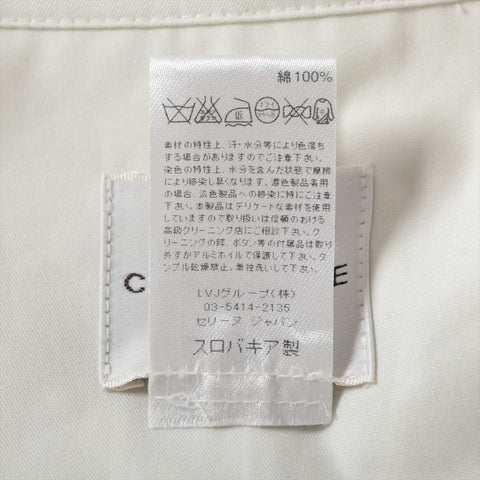 綿100%
低
ドライ
素材の特性上、汗・水分等により色落ち
する場合がありますのでご注意下さい。
染色の特性上、水分を含んだ状態で摩擦
により移染し易くなります。濃色製品着用
の場合、淡色製品への移染に特にご注意
下さい。本製品はデリケートな素材を使用
していますので取り扱いは信頼のおける
高級クリーニング店にご相談下さい。ク
リーニングの際、ボタン等の付属品は取り
外すかアルミホイルで保護して下さい。タ
ンブル乾燥禁止、単独洗いして下さい。
LVJグループ(株)
03-5414-2135
セリーヌ ジャパン
スロバキア製
C
E